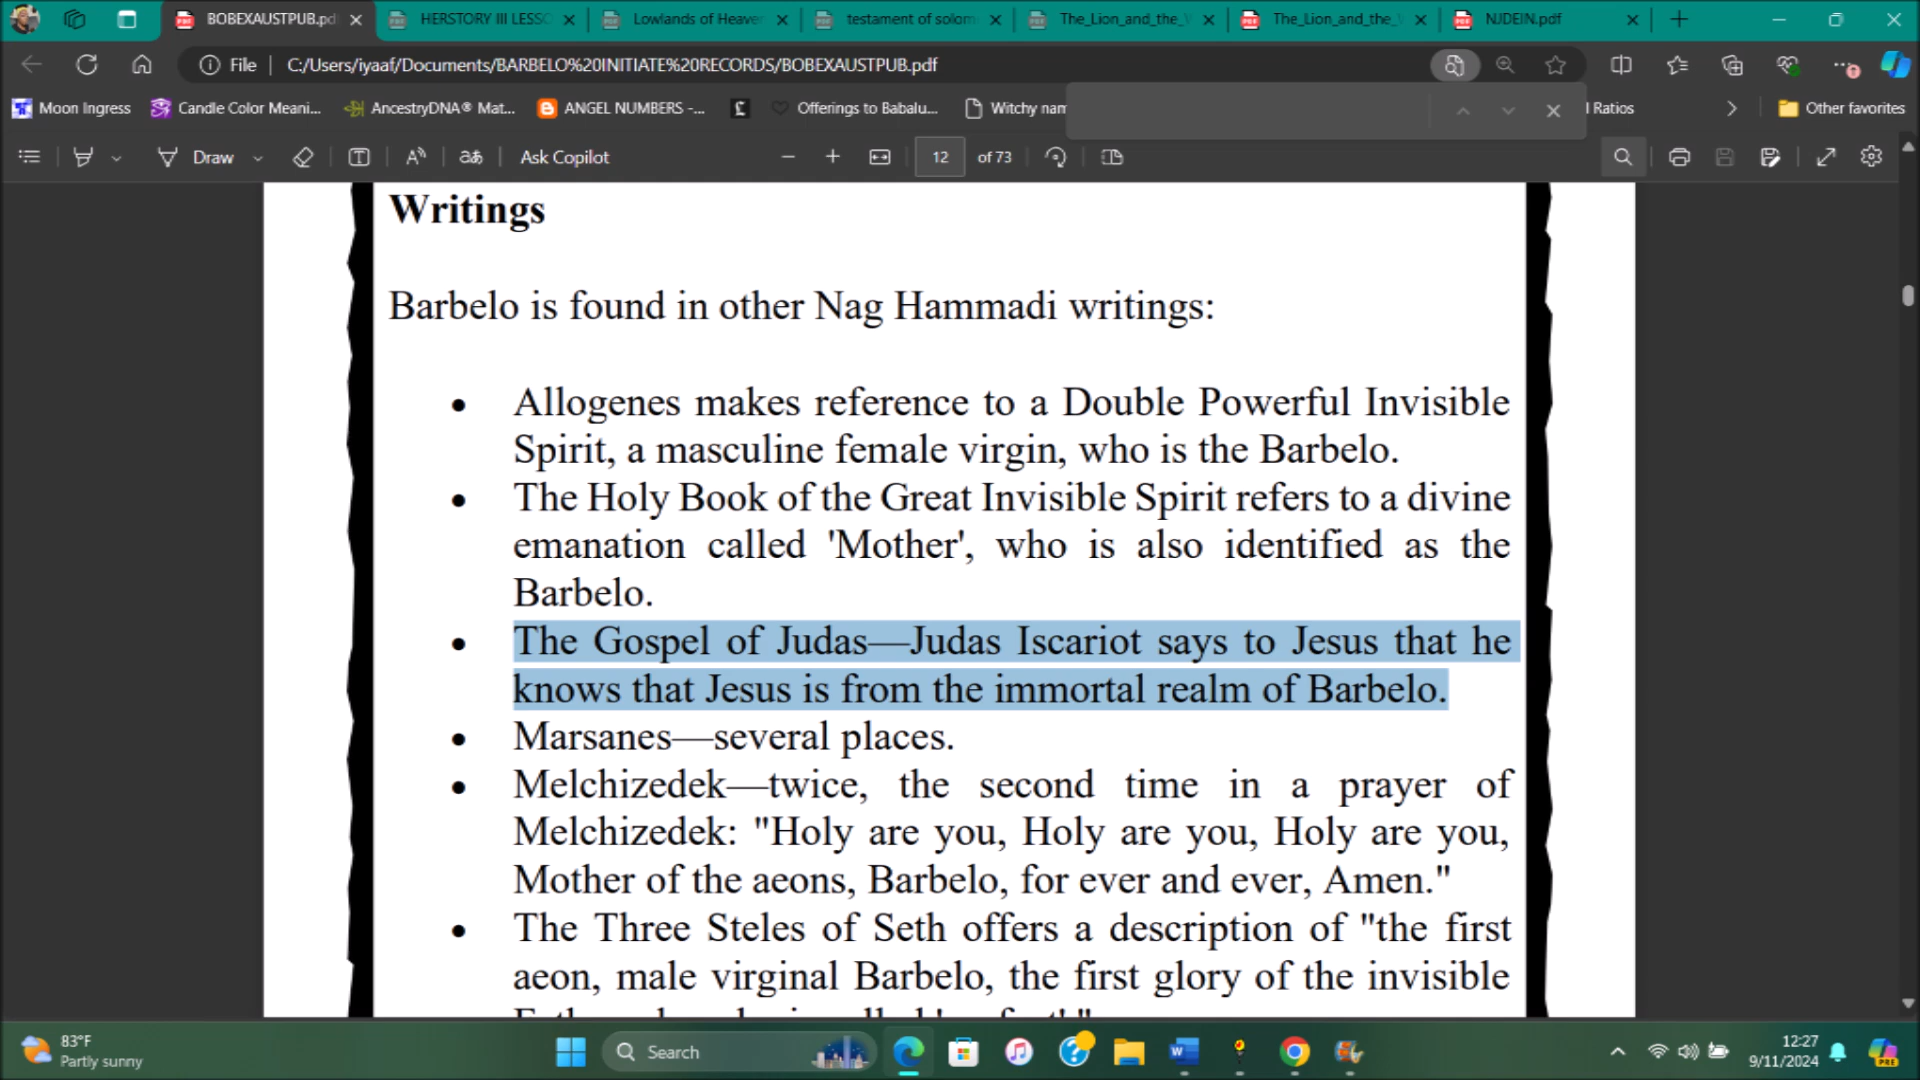 BOBEXAUSTPUB.pd
HERSTORY III LESSO
Lowlands of Heaven
testament of solom
The_Lion_and_the_
The_Lion_and_the_
NJDEIN.pdf
File
C:/Users/iyaaf/Documents/BARBELO%20INITIATE%20RECORDS/BOBEXAUSTPUB.pdf
Moon Ingress
Candle Color Meani...
AncestryDNA® Mat...
ANGEL NUMBERS -...
Offerings to Babalu...
Witchy nam
Ratios
Other favorites
Draw
Ask Copilot
12
of 73
Writings
Barbelo is found in other Nag Hammadi writings:
• Allogenes makes reference to a Double Powerful Invisible
Spirit, a masculine female virgin, who is the Barbelo.
• The Holy Book of the Great Invisible Spirit refers to a divine
emanation called 'Mother', who is also identified as the
Barbelo.
• The Gospel of Judas—Judas Iscariot says to Jesus that he
knows that Jesus is from the immortal realm of Barbelo.
• Marsanes—several places.
• Melchizedek—twice, the second time in a prayer of
Melchizedek: "Holy are you, Holy are you, Holy are you,
Mother of the aeons, Barbelo, for ever and ever, Amen."
• The Three Steles of Seth offers a description of "the first
aeon, male virginal Barbelo, the first glory of the invisible
83°F
Partly sunny
Search
12:27
9/11/2024